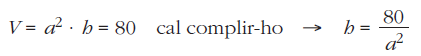 V = a² · h = 80 cal complir-ho → h = 80/a²